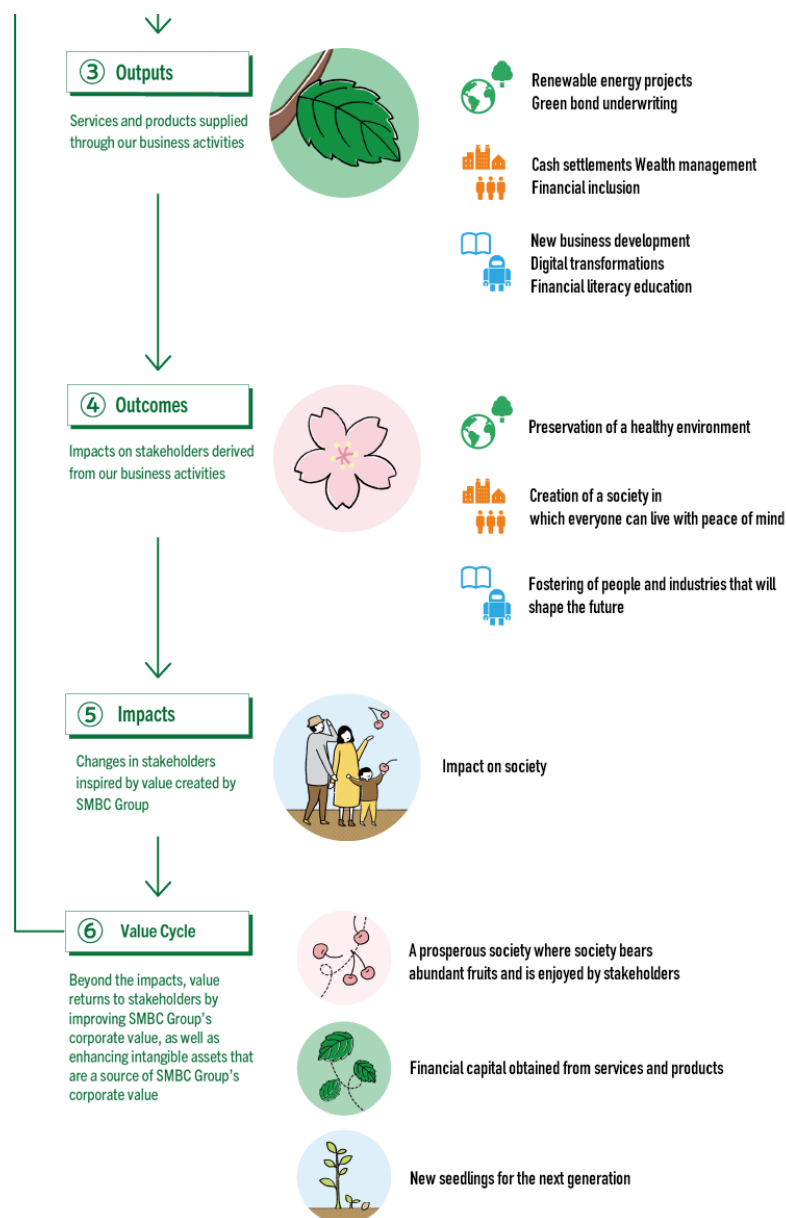 ③ Outputs
Services and products supplied
through our business activities
Renewable energy projects
Green bond underwriting
Cash settlements Wealth management
Financial inclusion
New business development
Digital transformations
Financial literacy education
④ Outcomes
Impacts on stakeholders derived
from our business activities
Preservation of a healthy environment
Creation of a society in
which everyone can live with peace of mind
Fostering of people and industries that will
shape the future
⑤ Impacts
Changes in stakeholders
inspired by value created by
SMBC Group
Impact on society
⑥ Value Cycle
Beyond the impacts, value
returns to stakeholders by
improving SMBC Group's
corporate value, as well as
enhancing intangible assets that
are a source of SMBC Group's
corporate value
A prosperous society where society bears
abundant fruits and is enjoyed by stakeholders
Financial capital obtained from services and products
New seedlings for the next generation